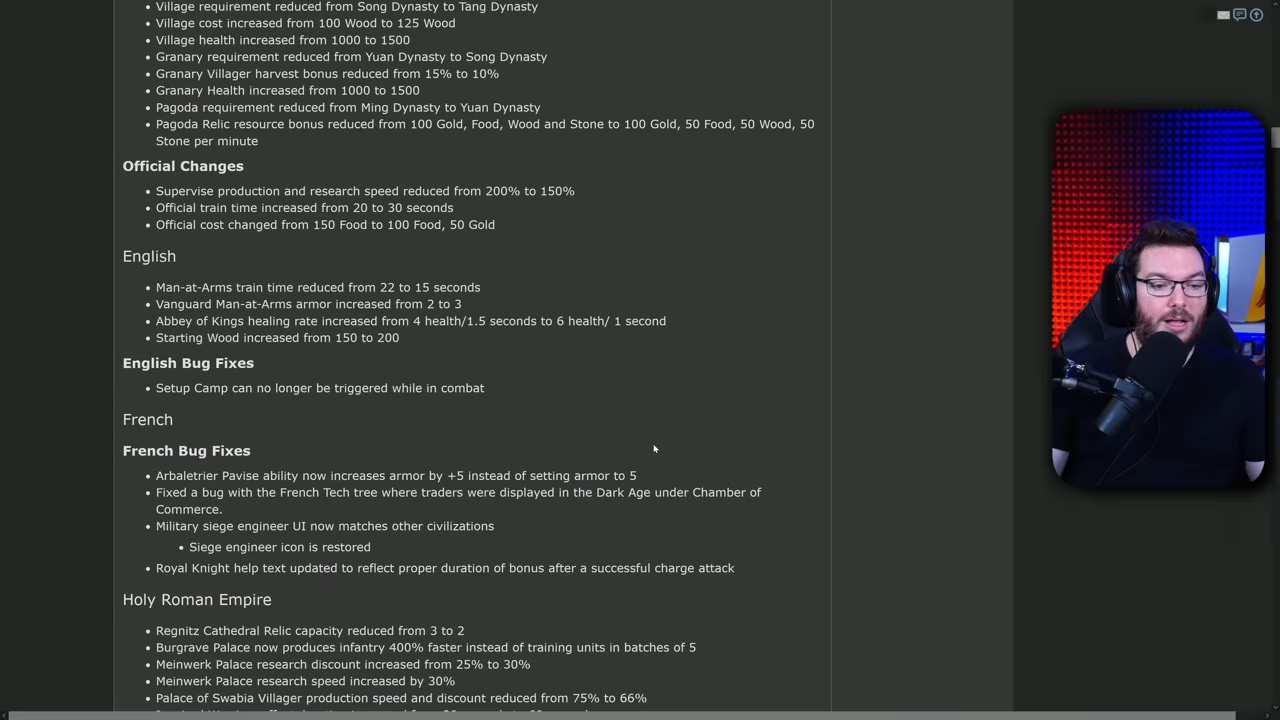 Village requirement reduced from Song Dynasty to Tang Dynasty
Village cost increased from 100 Wood to 125 Wood
Village health increased from 1000 to 1500
Granary requirement reduced from Yuan Dynasty to Song Dynasty
Granary Villager harvest bonus reduced from 15% to 10%
Granary Health increased from 1000 to 1500
Pagoda requirement reduced from Ming Dynasty to Yuan Dynasty
Pagoda Relic resource bonus reduced from 100 Gold, Food, Wood and Stone to 100 Gold, 50 Food, 50 Wood, 50
Stone per minute
Official Changes
Supervise production and research speed reduced from 200% to 150%
Official train time increased from 20 to 30 seconds
Official cost changed from 150 Food to 100 Food, 50 Gold
English
Man-at-Arms train time reduced from 22 to 15 seconds
Vanguard Man-at-Arms armor increased from 2 to 3
Abbey of Kings healing rate increased from 4 health/1.5 seconds to 6 health/ 1 second
Starting Wood increased from 150 to 200
English Bug Fixes
Setup Camp can no longer be triggered while in combat
French
French Bug Fixes
Arbaletrier Pavise ability now increases armor by +5 instead of setting armor to 5
Fixed a bug with the French Tech tree where traders were displayed in the Dark Age under Chamber of
Commerce.
Military siege engineer UI now matches other civilizations
Siege engineer icon is restored
Royal Knight help text updated to reflect proper duration of bonus after a successful charge attack
Holy Roman Empire
Regnitz Cathedral Relic capacity reduced from 3 to 2
Burgrave Palace now produces infantry 400% faster instead of training units in batches of 5
Meinwerk Palace research discount increased from 25% to 30%
Meinwerk Palace research speed increased by 30%
Palace of Swabia Villager production speed and discount reduced from 75% to 66%